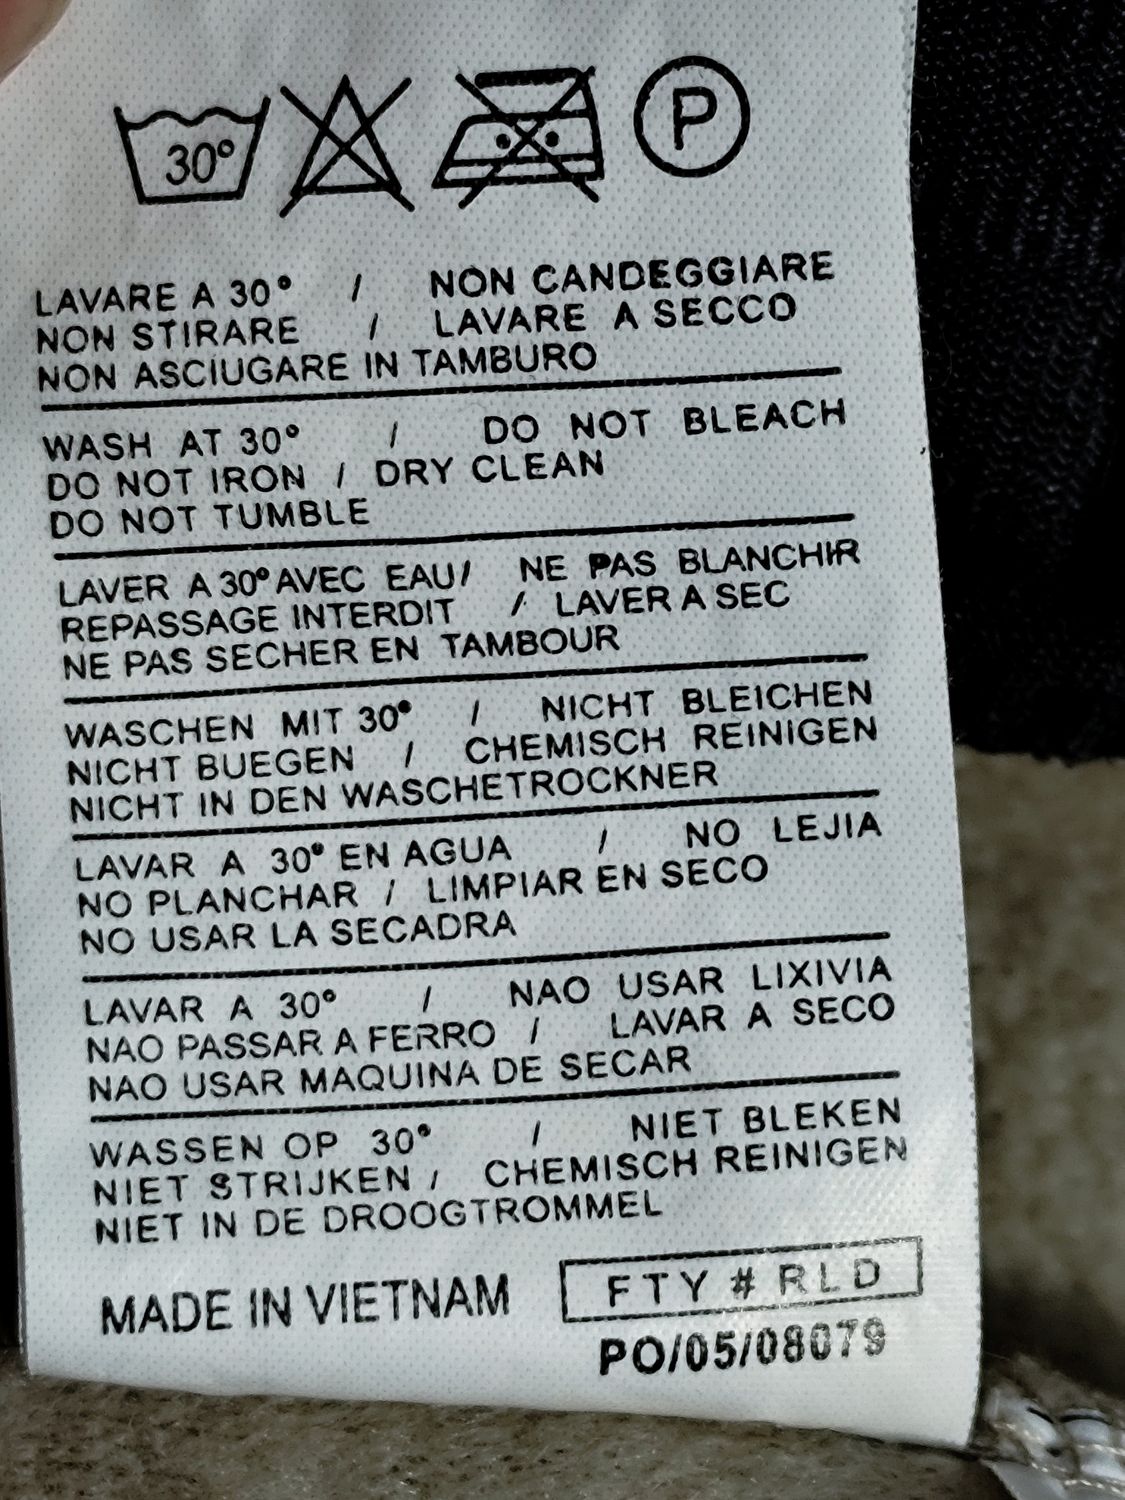 30°
P
LAVARE A 30° / NON CANDEGGIARE
NON STIRARE / LAVARE A SECCO
NON ASCIUGARE IN TAMBURO
WASH AT 30° / DO NOT BLEACH
DO NOT IRON / DRY CLEAN
DO NOT TUMBLE
LAVER A 30° AVEC EAU / NE PAS BLANCHIR
REPASSAGE INTERDIT / LAVER A SEC
NE PAS SECHER EN TAMBOUR
WASCHEN MIT 30° / NICHT BLEICHEN
NICHT BUEGEN / CHEMISCH REINIGEN
NICHT IN DEN WASCHETROCKNER
LAVAR A 30° EN AGUA / NO LEJIA
NO PLANCHAR / LIMPIAR EN SECO
NO USAR LA SECADRA
LAVAR A 30° / NAO USAR LIXIVIA
NAO PASSAR A FERRO / LAVAR A SECO
NAO USAR MAQUINA DE SECAR
WASSEN OP 30° / NIET BLEKEN
NIET STRIJKEN / CHEMISCH REINIGEN
NIET IN DE DROOGTROMMEL
MADE IN VIETNAM FTY # RLD
PO/05/08079